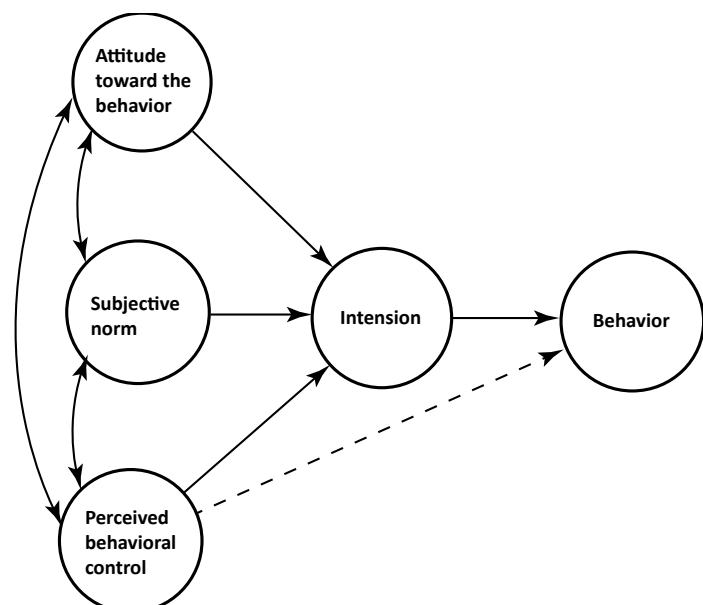 Attitude
toward the
behavior
Subjective
norm
Intension
Behavior
Perceived
behavioral
control